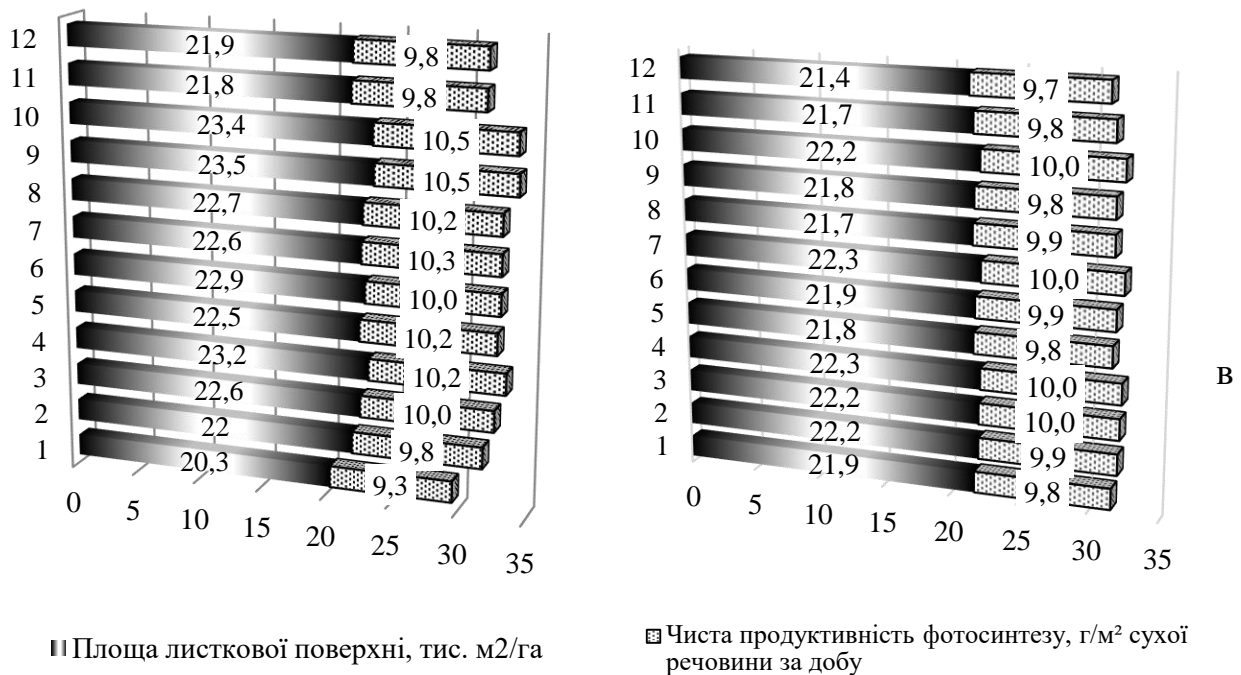 12 21,9 9,8
11 21,8 9,8
10 23,4 10,5
9 23,5 10,5
8 22,7 10,2
7 22,6 10,3
6 22,9 10,0
5 22,5 10,2
4 23,2 10,2
3 22,6 10,0
2 22 9,8
1 20,3 9,3
0 5 10 15 20 25 30 35
12 21,4 9,7
11 21,7 9,8
10 22,2 10,0
9 21,8 9,8
8 21,7 9,9
7 22,3 10,0
6 21,9 9,9
5 21,8 9,8
4 22,3 10,0
3 22,2 10,0
2 22,2 9,9
1 21,9 9,8
0 5 10 15 20 25 30 35
в
Площа листкової поверхні, тис. м2/га
Чиста продуктивність фотосинтезу, г/м² сухої
речовини за добу